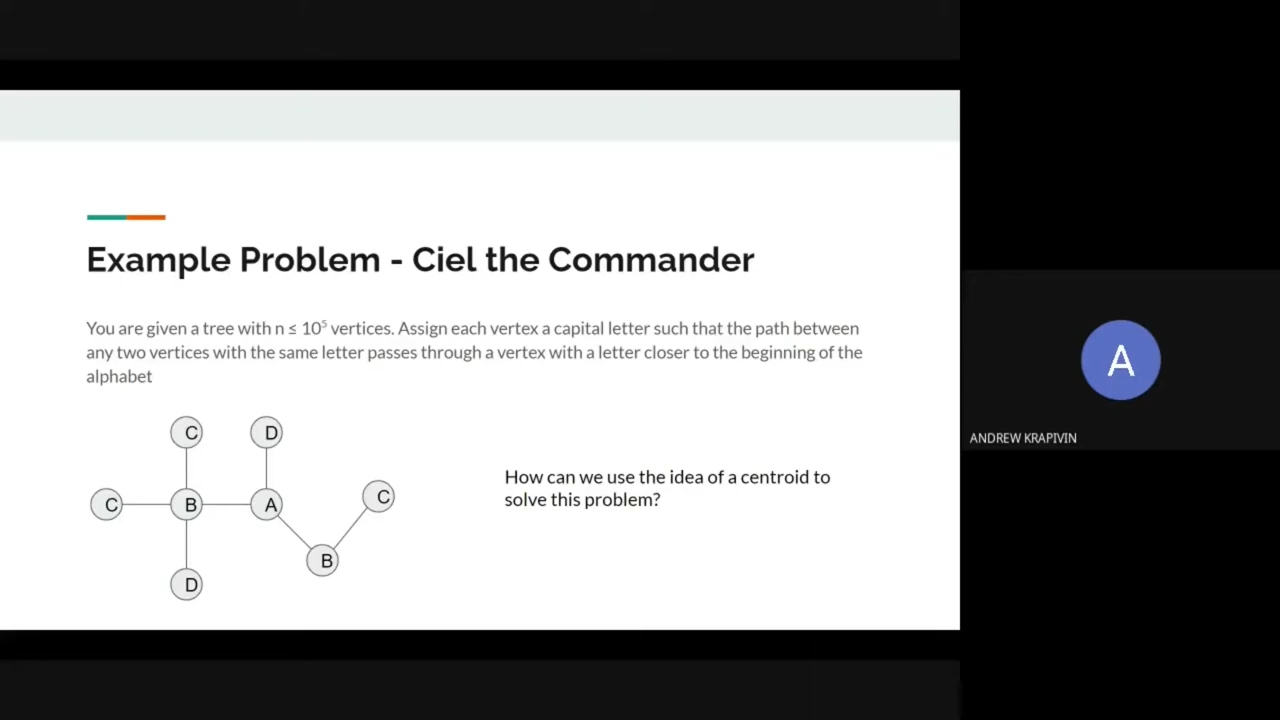 Example Problem - Ciel the Commander
You are given a tree with n ≤ 10⁵ vertices. Assign each vertex a capital letter such that the path between
any two vertices with the same letter passes through a vertex with a letter closer to the beginning of the
alphabet
C
D
C
B
A
C
B
D
How can we use the idea of a centroid to
solve this problem?
A
ANDREW KRAPIVIN